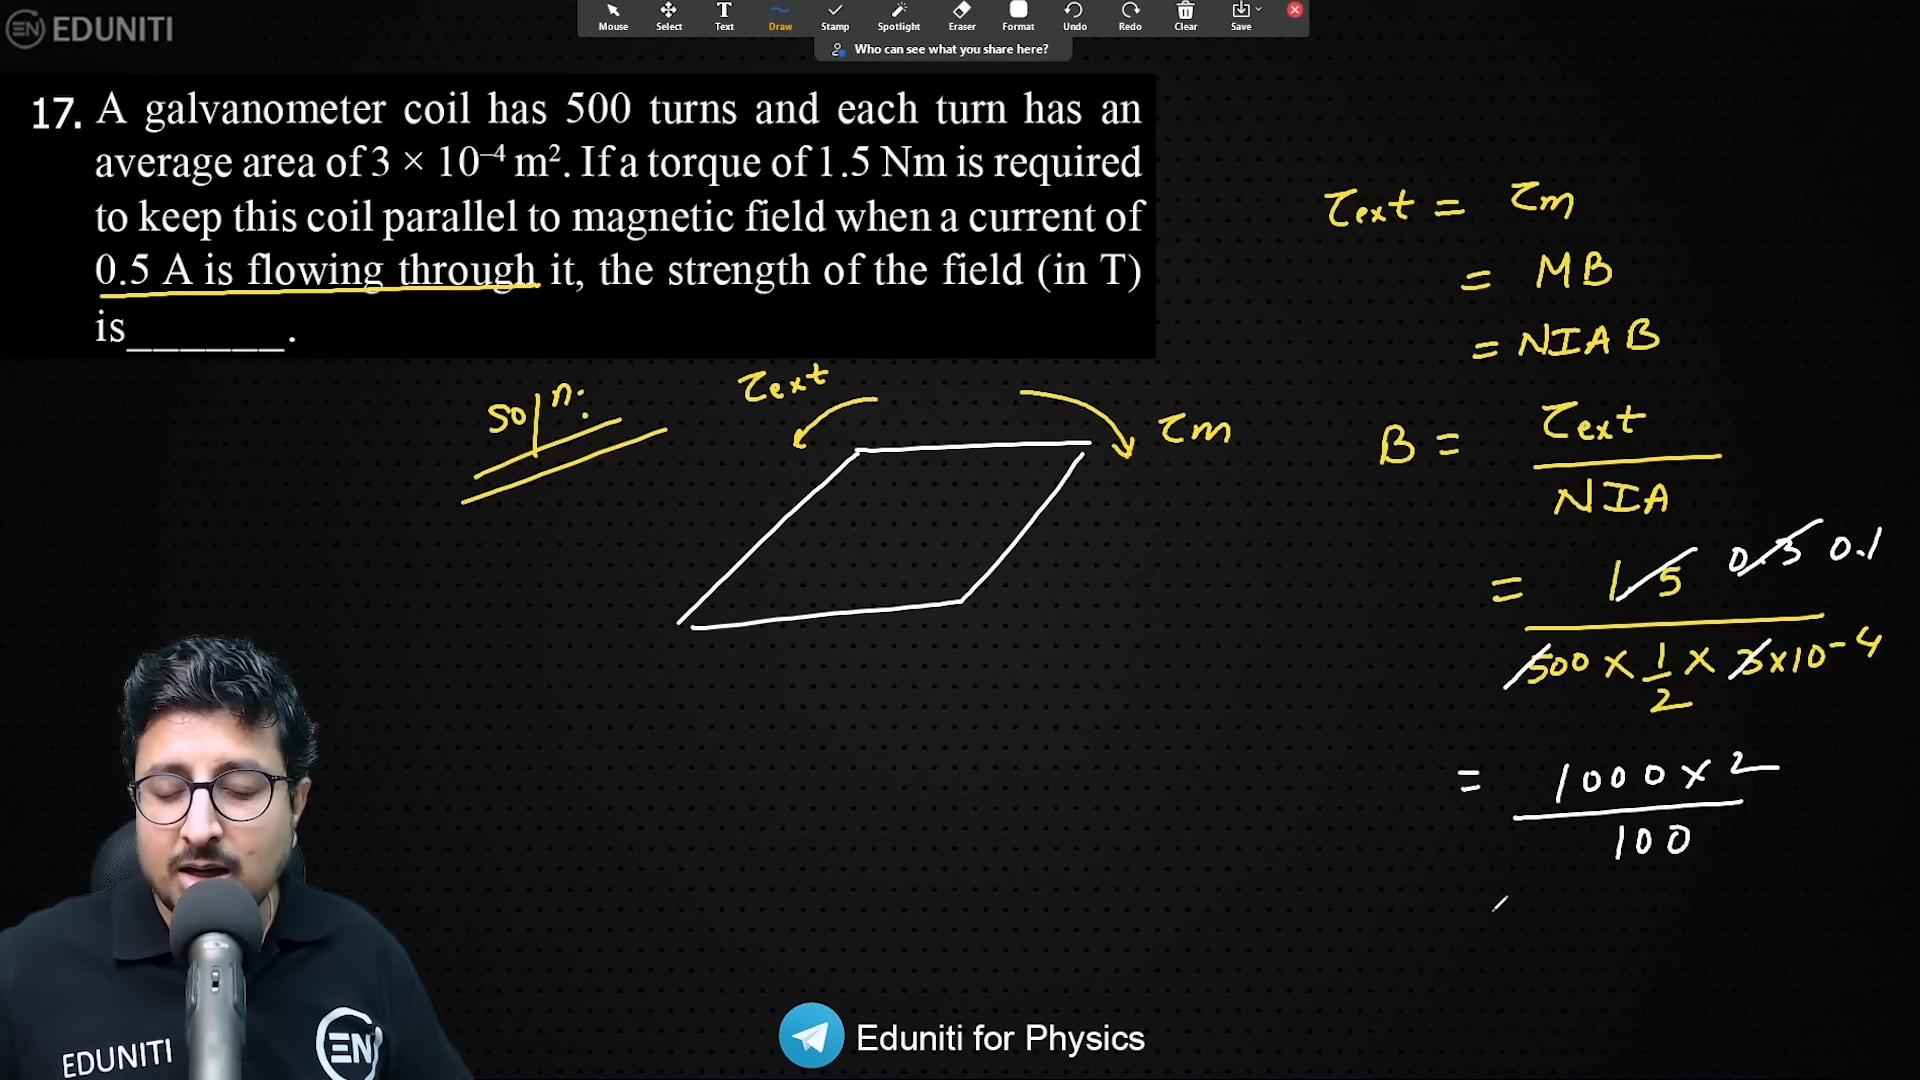 EDUNITI
Mouse Select Text Draw Stamp Spotlight Eraser Format Undo Redo Clear Save
Who can see what you share here?
17. A galvanometer coil has 500 turns and each turn has an
average area of 3 × 10⁻⁴ m². If a torque of 1.5 Nm is required
to keep this coil parallel to magnetic field when a current of
0.5 A is flowing through it, the strength of the field (in T)
is______.
Soln:
τext
τm
τext = τm
= MB
= NIAB
B = τext / NIA
= 1.5 0.3 0.1
500 × 1/2 × 3×10⁻⁴
= 1000 × 2
100
EDUNITI
EN
Eduniti for Physics